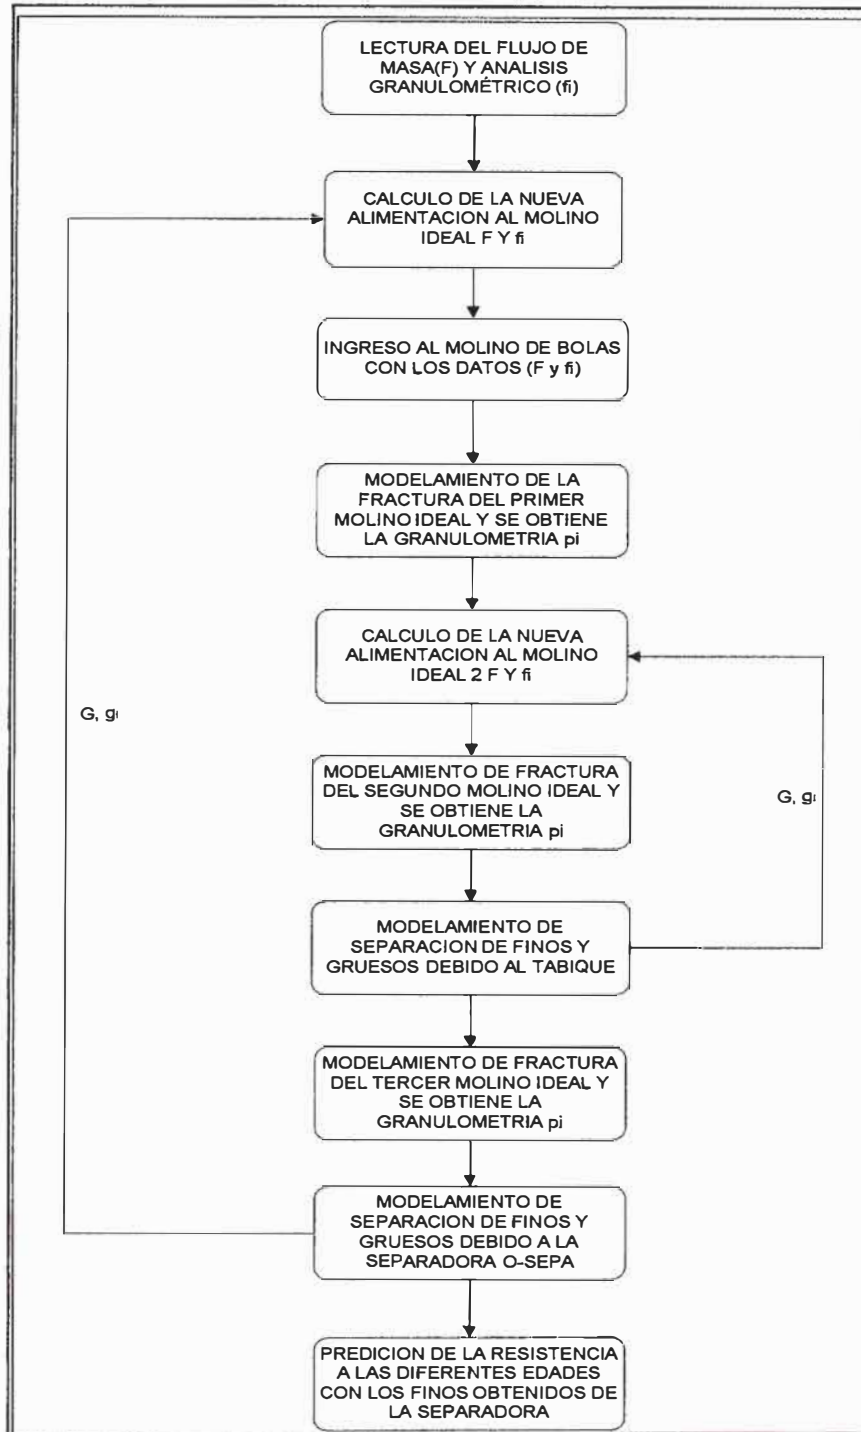 LECTURA DEL FLUJO DE
MASA(F) Y ANALISIS
GRANULOMÉTRICO (fi)
CALCULO DE LA NUEVA
ALIMENTACION AL MOLINO
IDEAL F Y fi
INGRESO AL MOLINO DE BOLAS
CON LOS DATOS (F y fi)
MODELAMIENTO DE LA
FRACTURA DEL PRIMER
MOLINO IDEAL Y SE OBTIENE
LA GRANULOMETRIA pi
CALCULO DE LA NUEVA
ALIMENTACION AL MOLINO
IDEAL 2 F Y fi
G, gi
MODELAMIENTO DE FRACTURA
DEL SEGUNDO MOLINO IDEAL Y
SE OBTIENE LA
GRANULOMETRIA pi
G, gi
MODELAMIENTO DE
SEPARACION DE FINOS Y
GRUESOS DEBIDO AL TABIQUE
MODELAMIENTO DE FRACTURA
DEL TERCER MOLINO IDEAL Y
SE OBTIENE LA
GRANULOMETRIA pi
MODELAMIENTO DE
SEPARACION DE FINOS Y
GRUESOS DEBIDO A LA
SEPARADORA O-SEPA
PREDICION DE LA RESISTENCIA
A LAS DIFERENTES EDADES
CON LOS FINOS OBTENIDOS DE
LA SEPARADORA